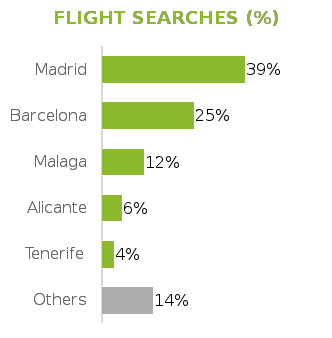 FLIGHT SEARCHES (%)
Madrid 39%
Barcelona 25%
Malaga 12%
Alicante 6%
Tenerife 4%
Others 14%